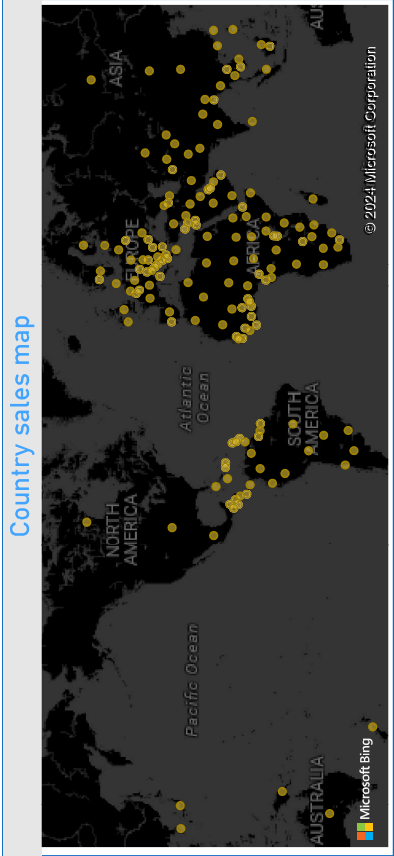 Country sales map
ASIA
AUS
EUROPE
AFRICA
NORTH
AMERICA
Atlantic
Ocean
SOUTH
AMERICA
Pacific Ocean
AUSTRALIA
Microsoft Bing
© 2024 Microsoft Corporation